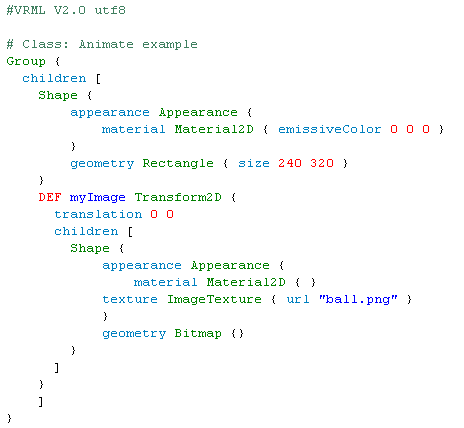 #VRML V2.0 utf8

# Class: Animate example
Group {
  children [
    Shape {
        appearance Appearance {
            material Material2D { emissiveColor 0 0 0 }
        }
        geometry Rectangle { size 240 320 }
    }
    DEF myImage Transform2D {
      translation 0 0
      children [
        Shape {
            appearance Appearance {
                material Material2D { }
            texture ImageTexture { url "ball.png" }
            }
            geometry Bitmap {}
        }
      ]
    }
    ]
}